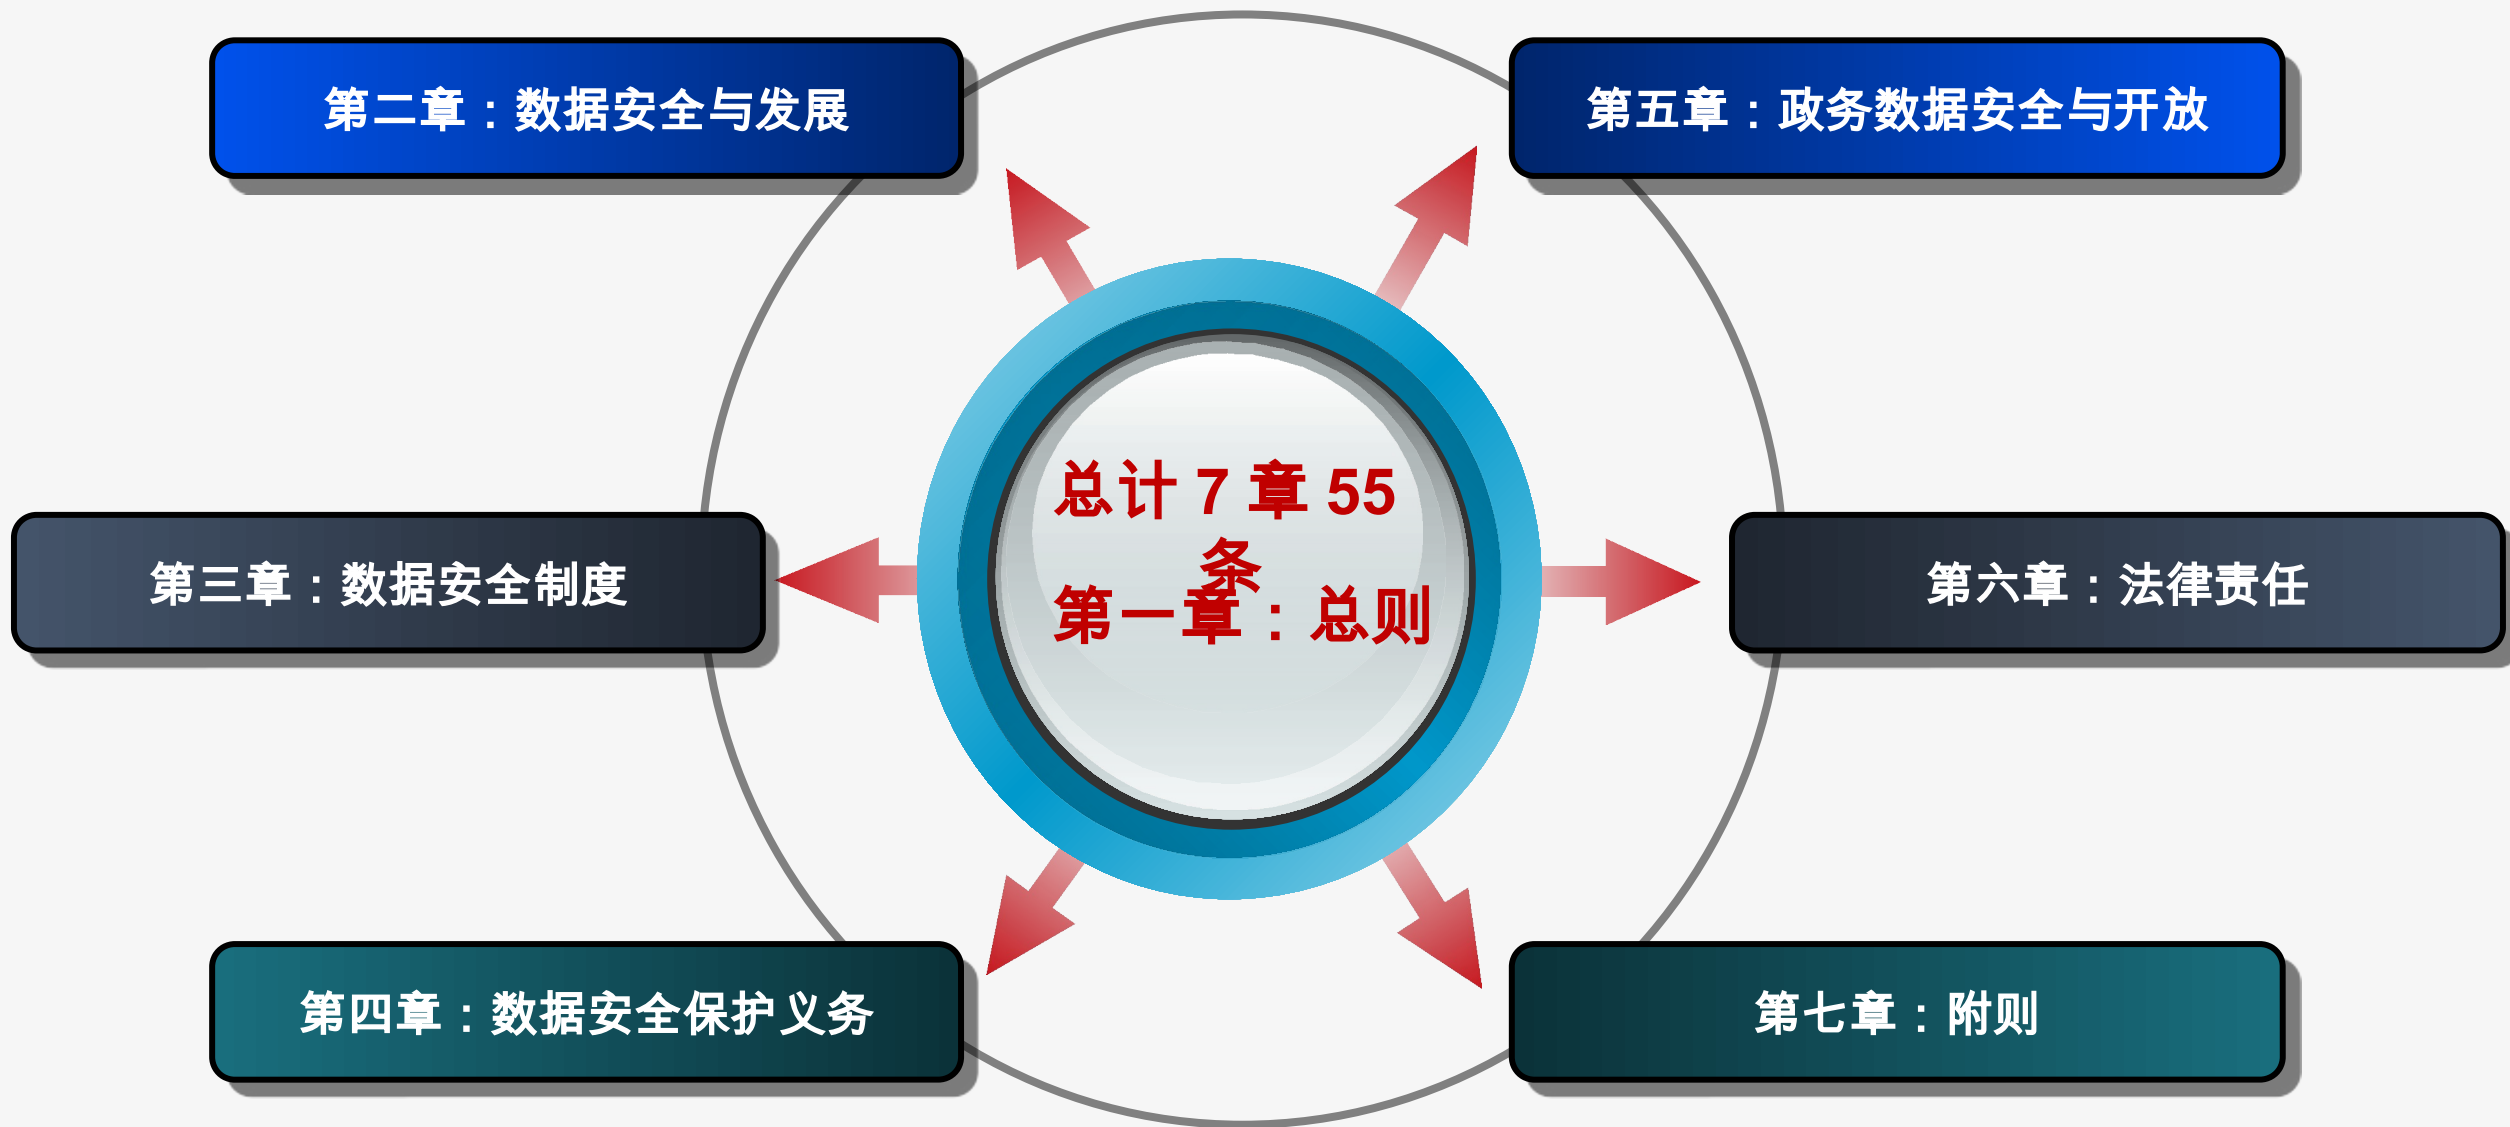 第二章：数据安全与发展
第五章：政务数据安全与开放
总计 7 章 55
条
第一章：总则
第三章：数据安全制度
第六章：法律责任
第四章：数据安全保护义务
第七章：附则